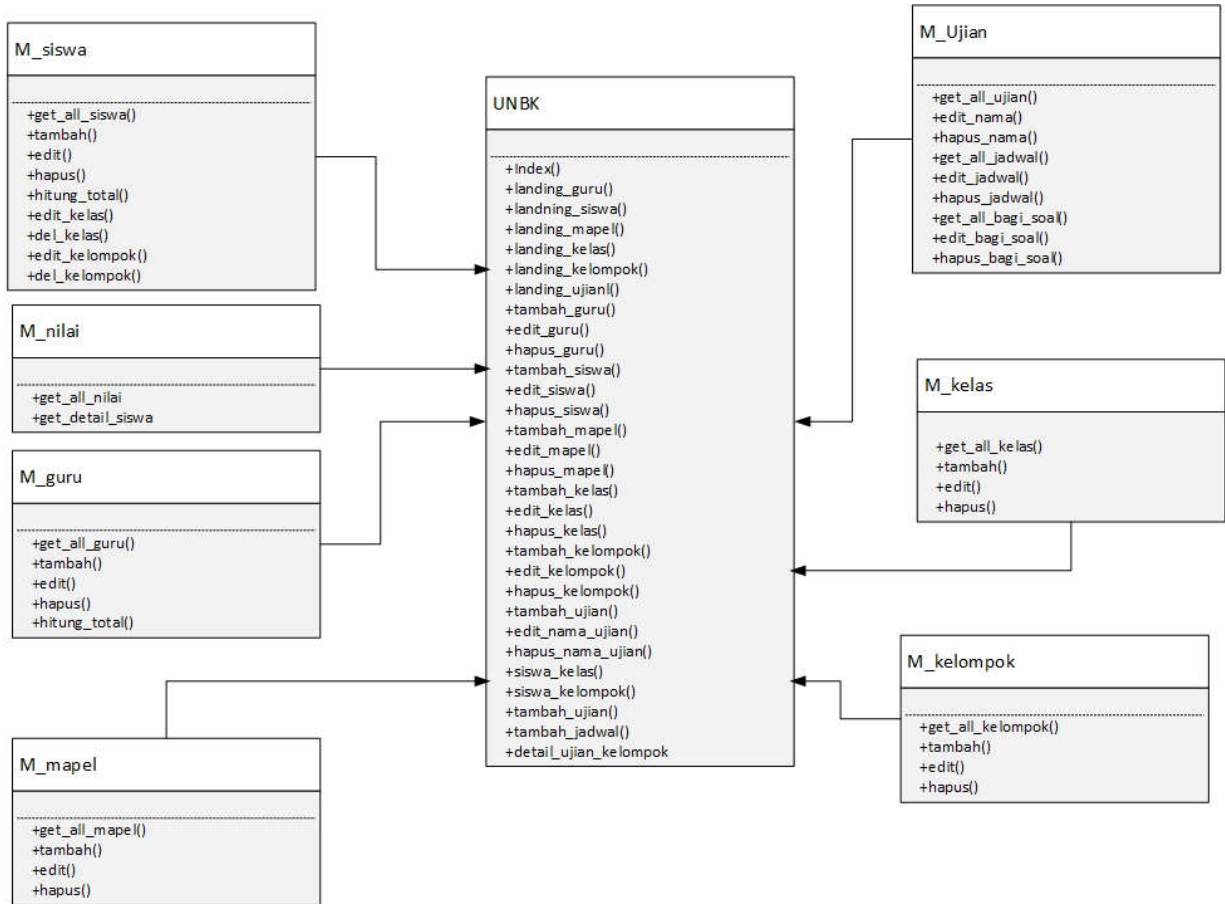 M_siswa
+get_all_siswa()
+tambah()
+edit()
+hapus()
+hitung_total()
+edit_kelas()
+del_kelas()
+edit_kelompok()
+del_kelompok()
M_nilai
+get_all_nilai
+get_detail_siswa
M_guru
+get_all_guru()
+tambah()
+edit()
+hapus()
+hitung_total()
M_mapel
+get_all_mapel()
+tambah()
+edit()
+hapus()
UNBK
+Index()
+landing_guru()
+landning_siswa()
+landing_mapel()
+landing_kelas()
+landing_kelompok()
+landing_ujianl()
+tambah_guru()
+edit_guru()
+hapus_guru()
+tambah_siswa()
+edit_siswa()
+hapus_siswa()
+tambah_mapel()
+edit_mapel()
+hapus_mapel()
+tambah_kelas()
+edit_kelas()
+hapus_kelas()
+tambah_kelompok()
+edit_kelompok()
+hapus_kelompok()
+tambah_ujian()
+edit_nama_ujian()
+hapus_nama_ujian()
+siswa_kelas()
+siswa_kelompok()
+tambah_ujian()
+tambah_jadwal()
+detail_ujian_kelompok
M_Ujian
+get_all_ujian()
+edit_nama()
+hapus_nama()
+get_all_jadwal()
+edit_jadwal()
+hapus_jadwal()
+get_all_bagi_soal()
+edit_bagi_soal()
+hapus_bagi_soal()
M_kelas
+get_all_kelas()
+tambah()
+edit()
+hapus()
M_kelompok
+get_all_kelompok()
+tambah()
+edit()
+hapus()